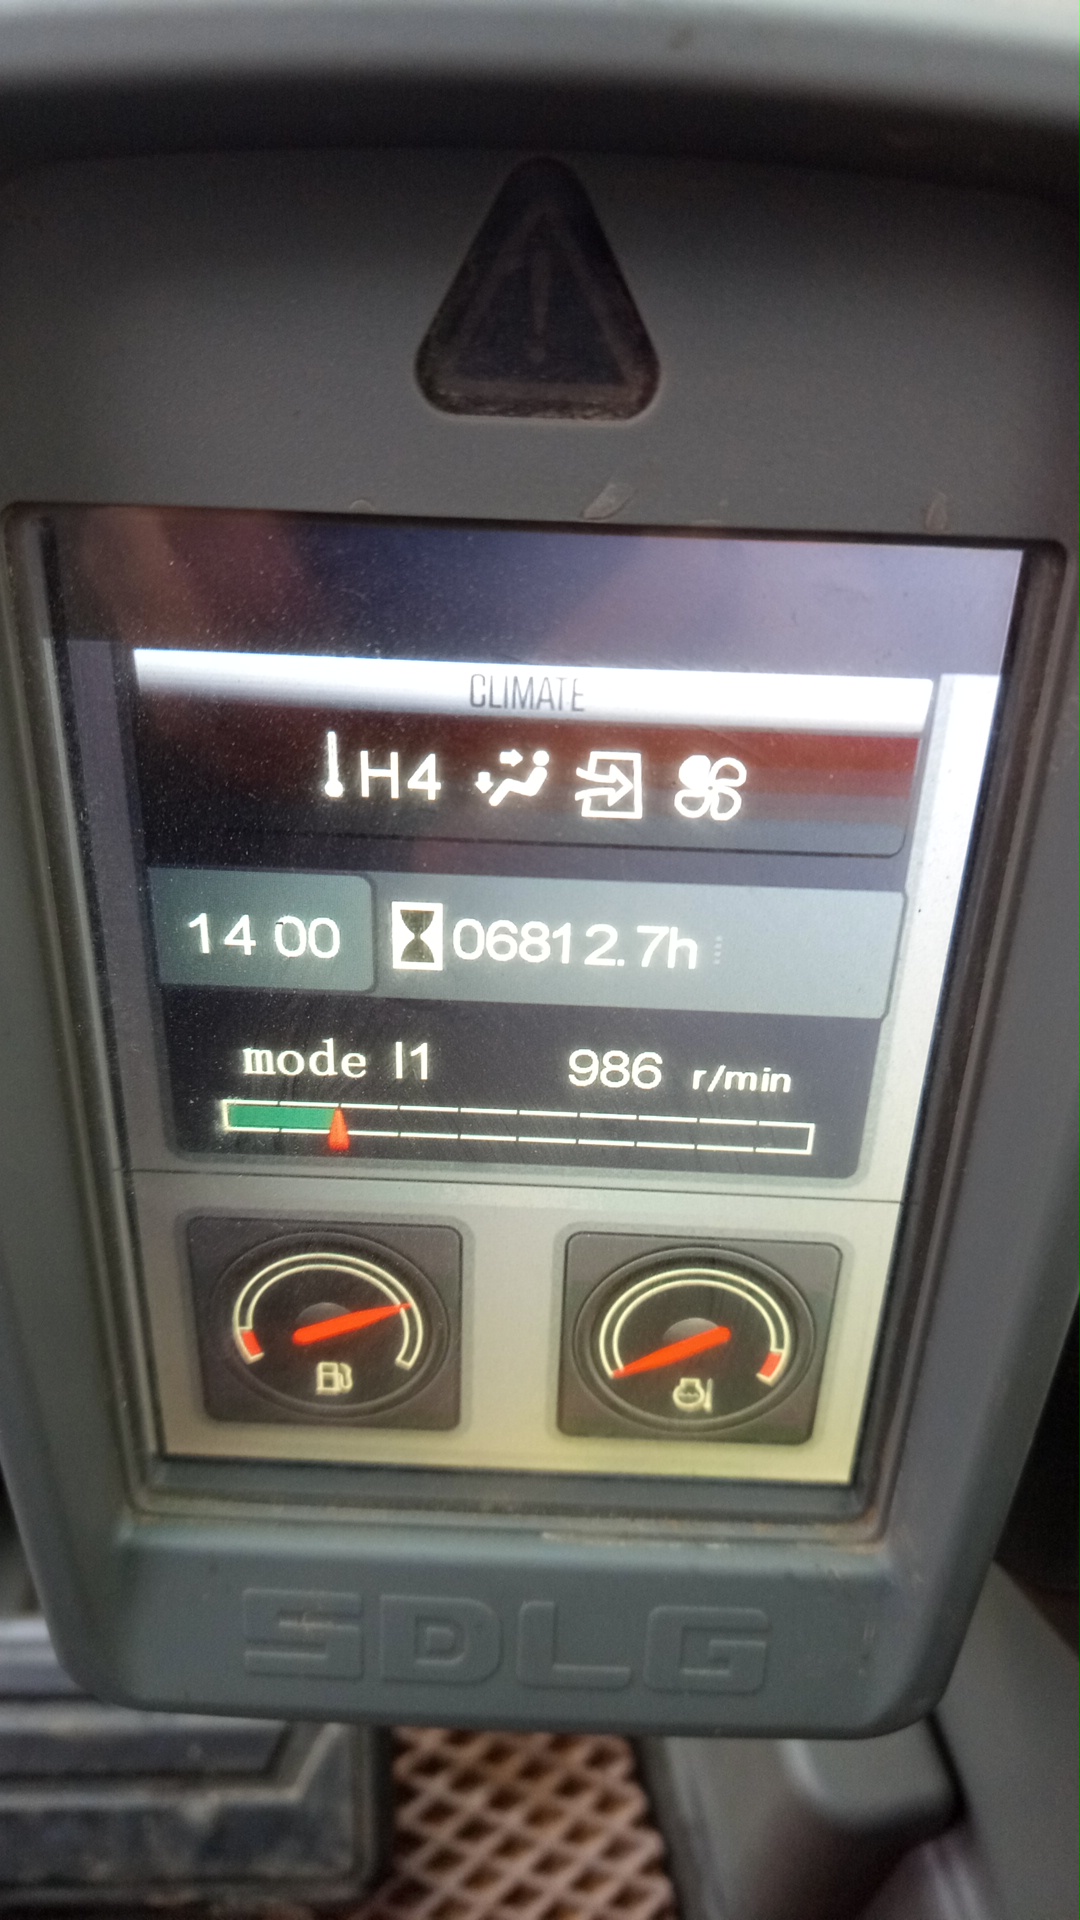 CLIMATE
H4
14 00 06812.7h
mode I1 986 r/min
SDLG